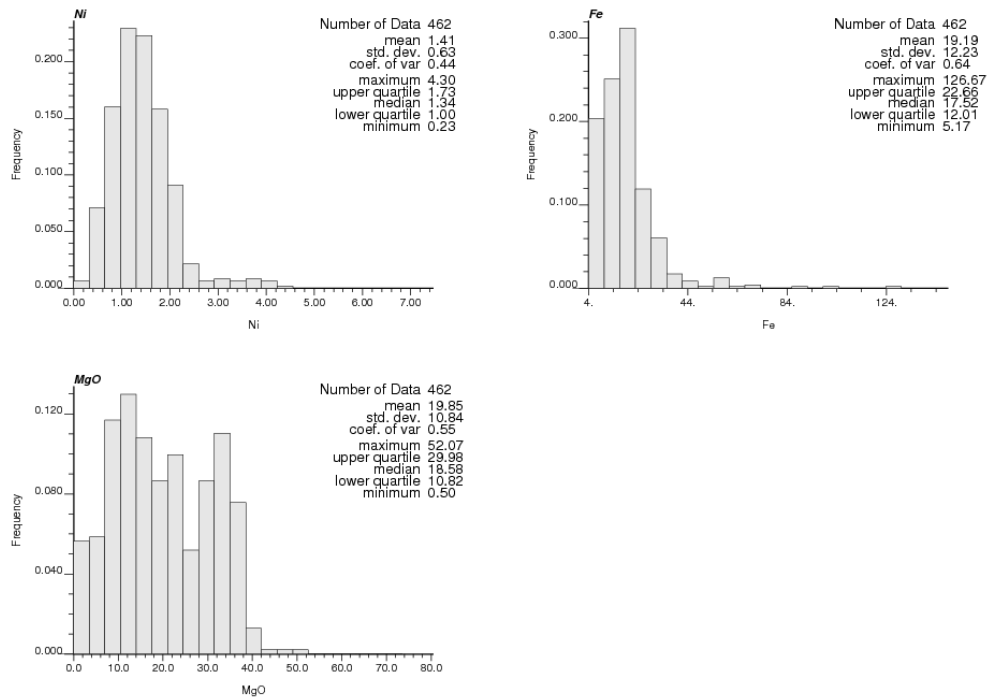 Ni
Number of Data 462
mean 1.41
std. dev. 0.63
coef. of var 0.44
maximum 4.30
upper quartile 1.73
median 1.34
lower quartile 1.00
minimum 0.23
Frequency
0.200
0.150
0.100
0.050
0.000
0.00 1.00 2.00 3.00 4.00 5.00 6.00 7.00
Ni
Fe
Number of Data 462
mean 19.19
std. dev. 12.23
coef. of var 0.64
maximum 126.67
upper quartile 22.66
median 17.52
lower quartile 12.01
minimum 5.17
Frequency
0.300
0.200
0.100
0.000
4. 44. 84. 124.
Fe
MgO
Number of Data 462
mean 19.85
std. dev. 10.84
coef. of var 0.55
maximum 52.07
upper quartile 29.98
median 18.58
lower quartile 10.82
minimum 0.50
Frequency
0.120
0.080
0.040
0.000
0.0 10.0 20.0 30.0 40.0 50.0 60.0 70.0 80.0
MgO